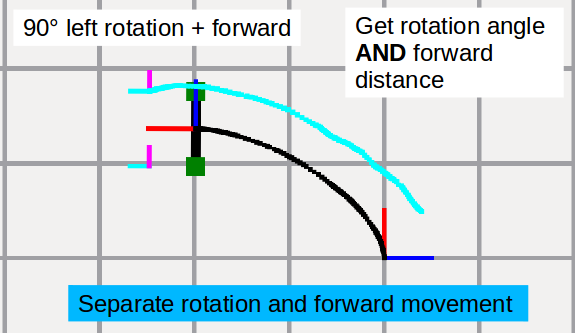 90° left rotation + forward
Get rotation angle
AND forward
distance
Separate rotation and forward movement